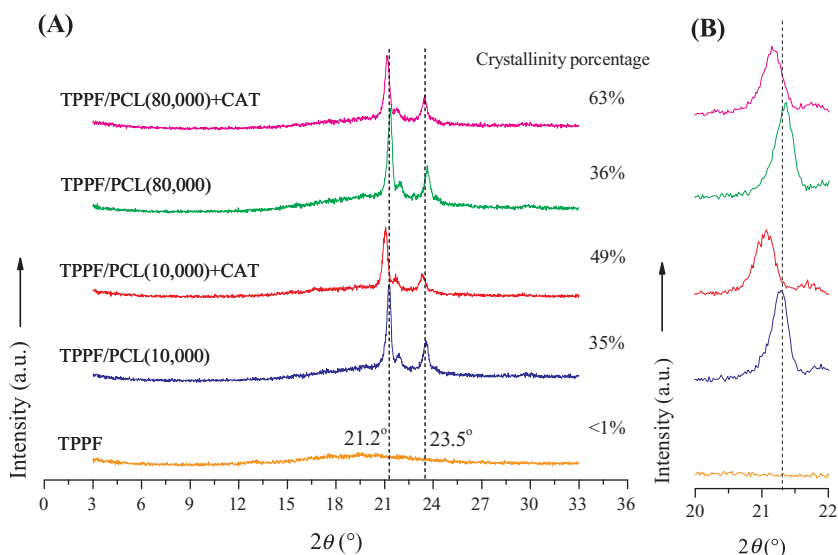 (A)
(B)
Crystallinity porcentage
TPPF/PCL(80,000)+CAT
63%
TPPF/PCL(80,000)
36%
TPPF/PCL(10,000)+CAT
49%
TPPF/PCL(10,000)
35%
TPPF
21.2°
23.5°
<1%
Intensity (a.u.)
Intensity (a.u.)
0 3 6 9 12 15 18 21 24 27 30 33 36
2θ (°)
20 21 22
2θ (°)